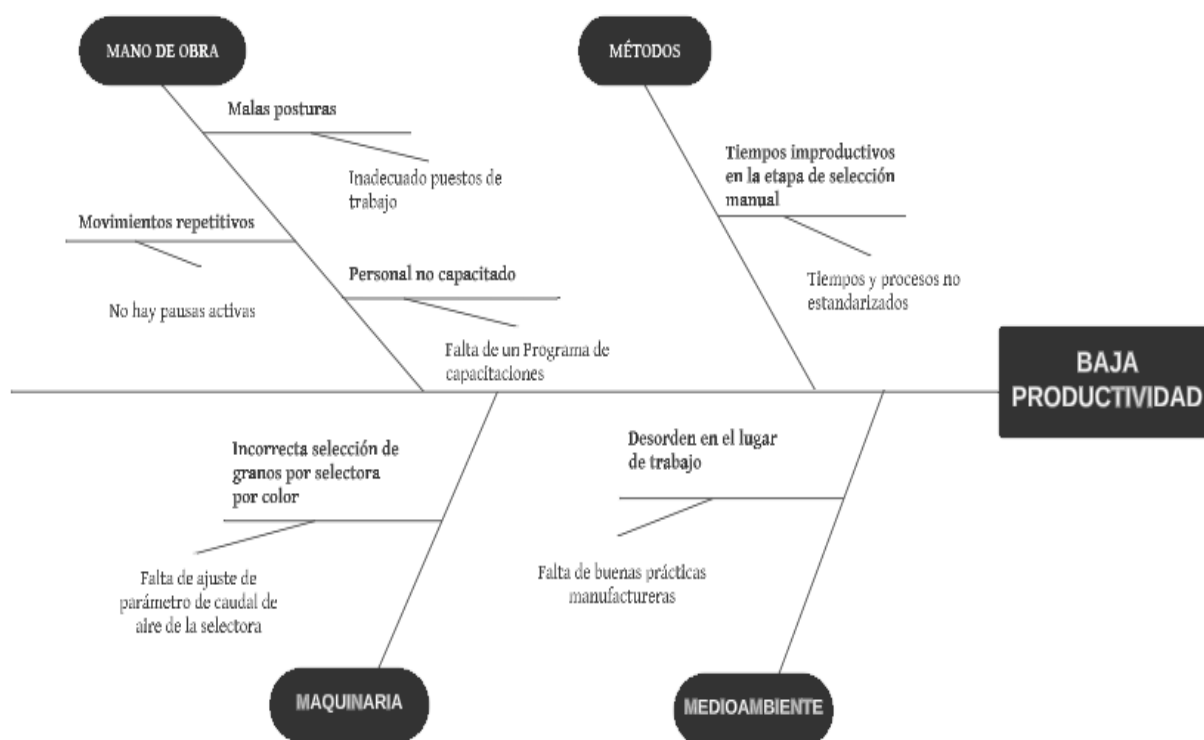 MANO DE OBRA
MÉTODOS
Malas posturas
Inadecuado puestos de
trabajo
Movimientos repetitivos
No hay pausas activas
Personal no capacitado
Falta de un Programa de
capacitaciones
Tiempos improductivos
en la etapa de selección
manual
Tiempos y procesos no
estandarizados
BAJA
PRODUCTIVIDAD
Incorrecta selección de
granos por selectora
por color
Falta de ajuste de
parámetro de caudal de
aire de la selectora
Desorden en el lugar
de trabajo
Falta de buenas prácticas
manufactureras
MAQUINARIA
MEDIOAMBIENTE